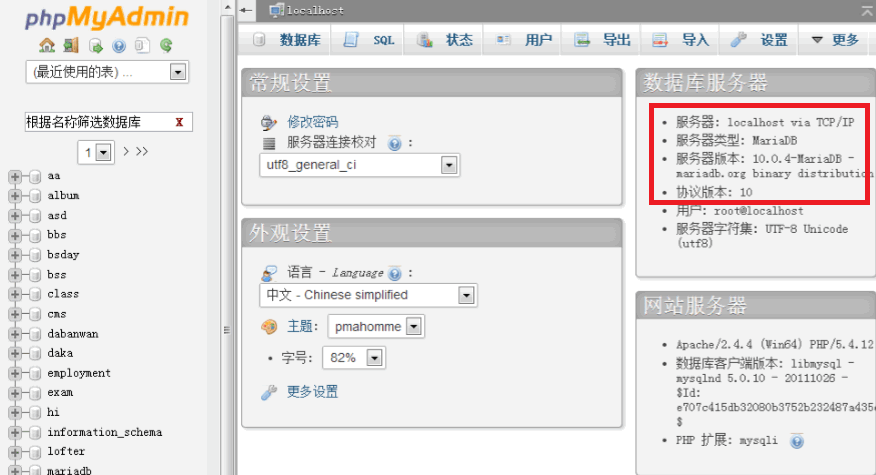 phpMyAdmin
(最近使用的表) ...
根据名称筛选数据库 X
1 > >>
aa
album
asd
bbs
bsday
bss
class
cms
dabanwan
daka
employment
exam
hi
information_schema
lofter
mariadb
localhost
数据库 SQL 状态 用户 导出 导入 设置 更多
常规设置
修改密码
服务器连接校对 :
utf8_general_ci
外观设置
语言 - Language :
中文 - Chinese simplified
主题: pmahomme
字号: 82%
更多设置
数据库服务器
服务器: localhost via TCP/IP
服务器类型: MariaDB
服务器版本: 10.0.4-MariaDB -
mariadb.org binary distribution
协议版本: 10
用户: root@localhost
服务器字符集: UTF-8 Unicode
(utf8)
网站服务器
Apache/2.4.4 (Win64) PHP/5.4.12
数据库客户端版本: libmysql -
mysqlnd 5.0.10 - 20111026 -
$Id:
e707c415db32080b3752b232487a435
$
PHP 扩展: mysqli